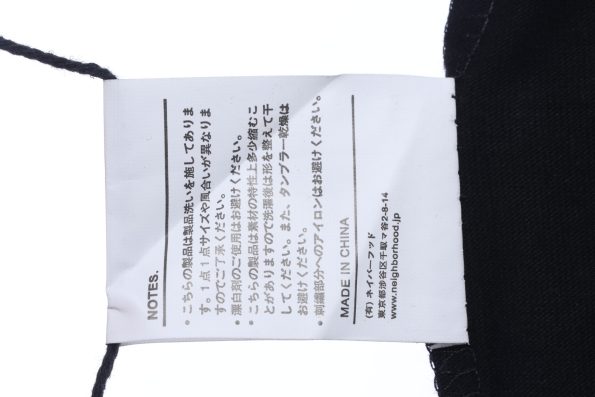 NOTES.
• こちらの製品は製品洗いを施してありま
す。1点1点サイズや風合いが異なりま
すのでご了承ください。
• 漂白剤のご使用はお避けください。
• こちらの製品は素材の特性上多少縮むこ
とがありますので洗濯後は形を整えて干
してください。また、タンブラー乾燥は
お避けください。
• 刺繍部分へのアイロンはお避けください。
MADE IN CHINA
(有)ネイバーフッド
東京都渋谷区千駄ヶ谷2-8-14
www.neighborhood.jp